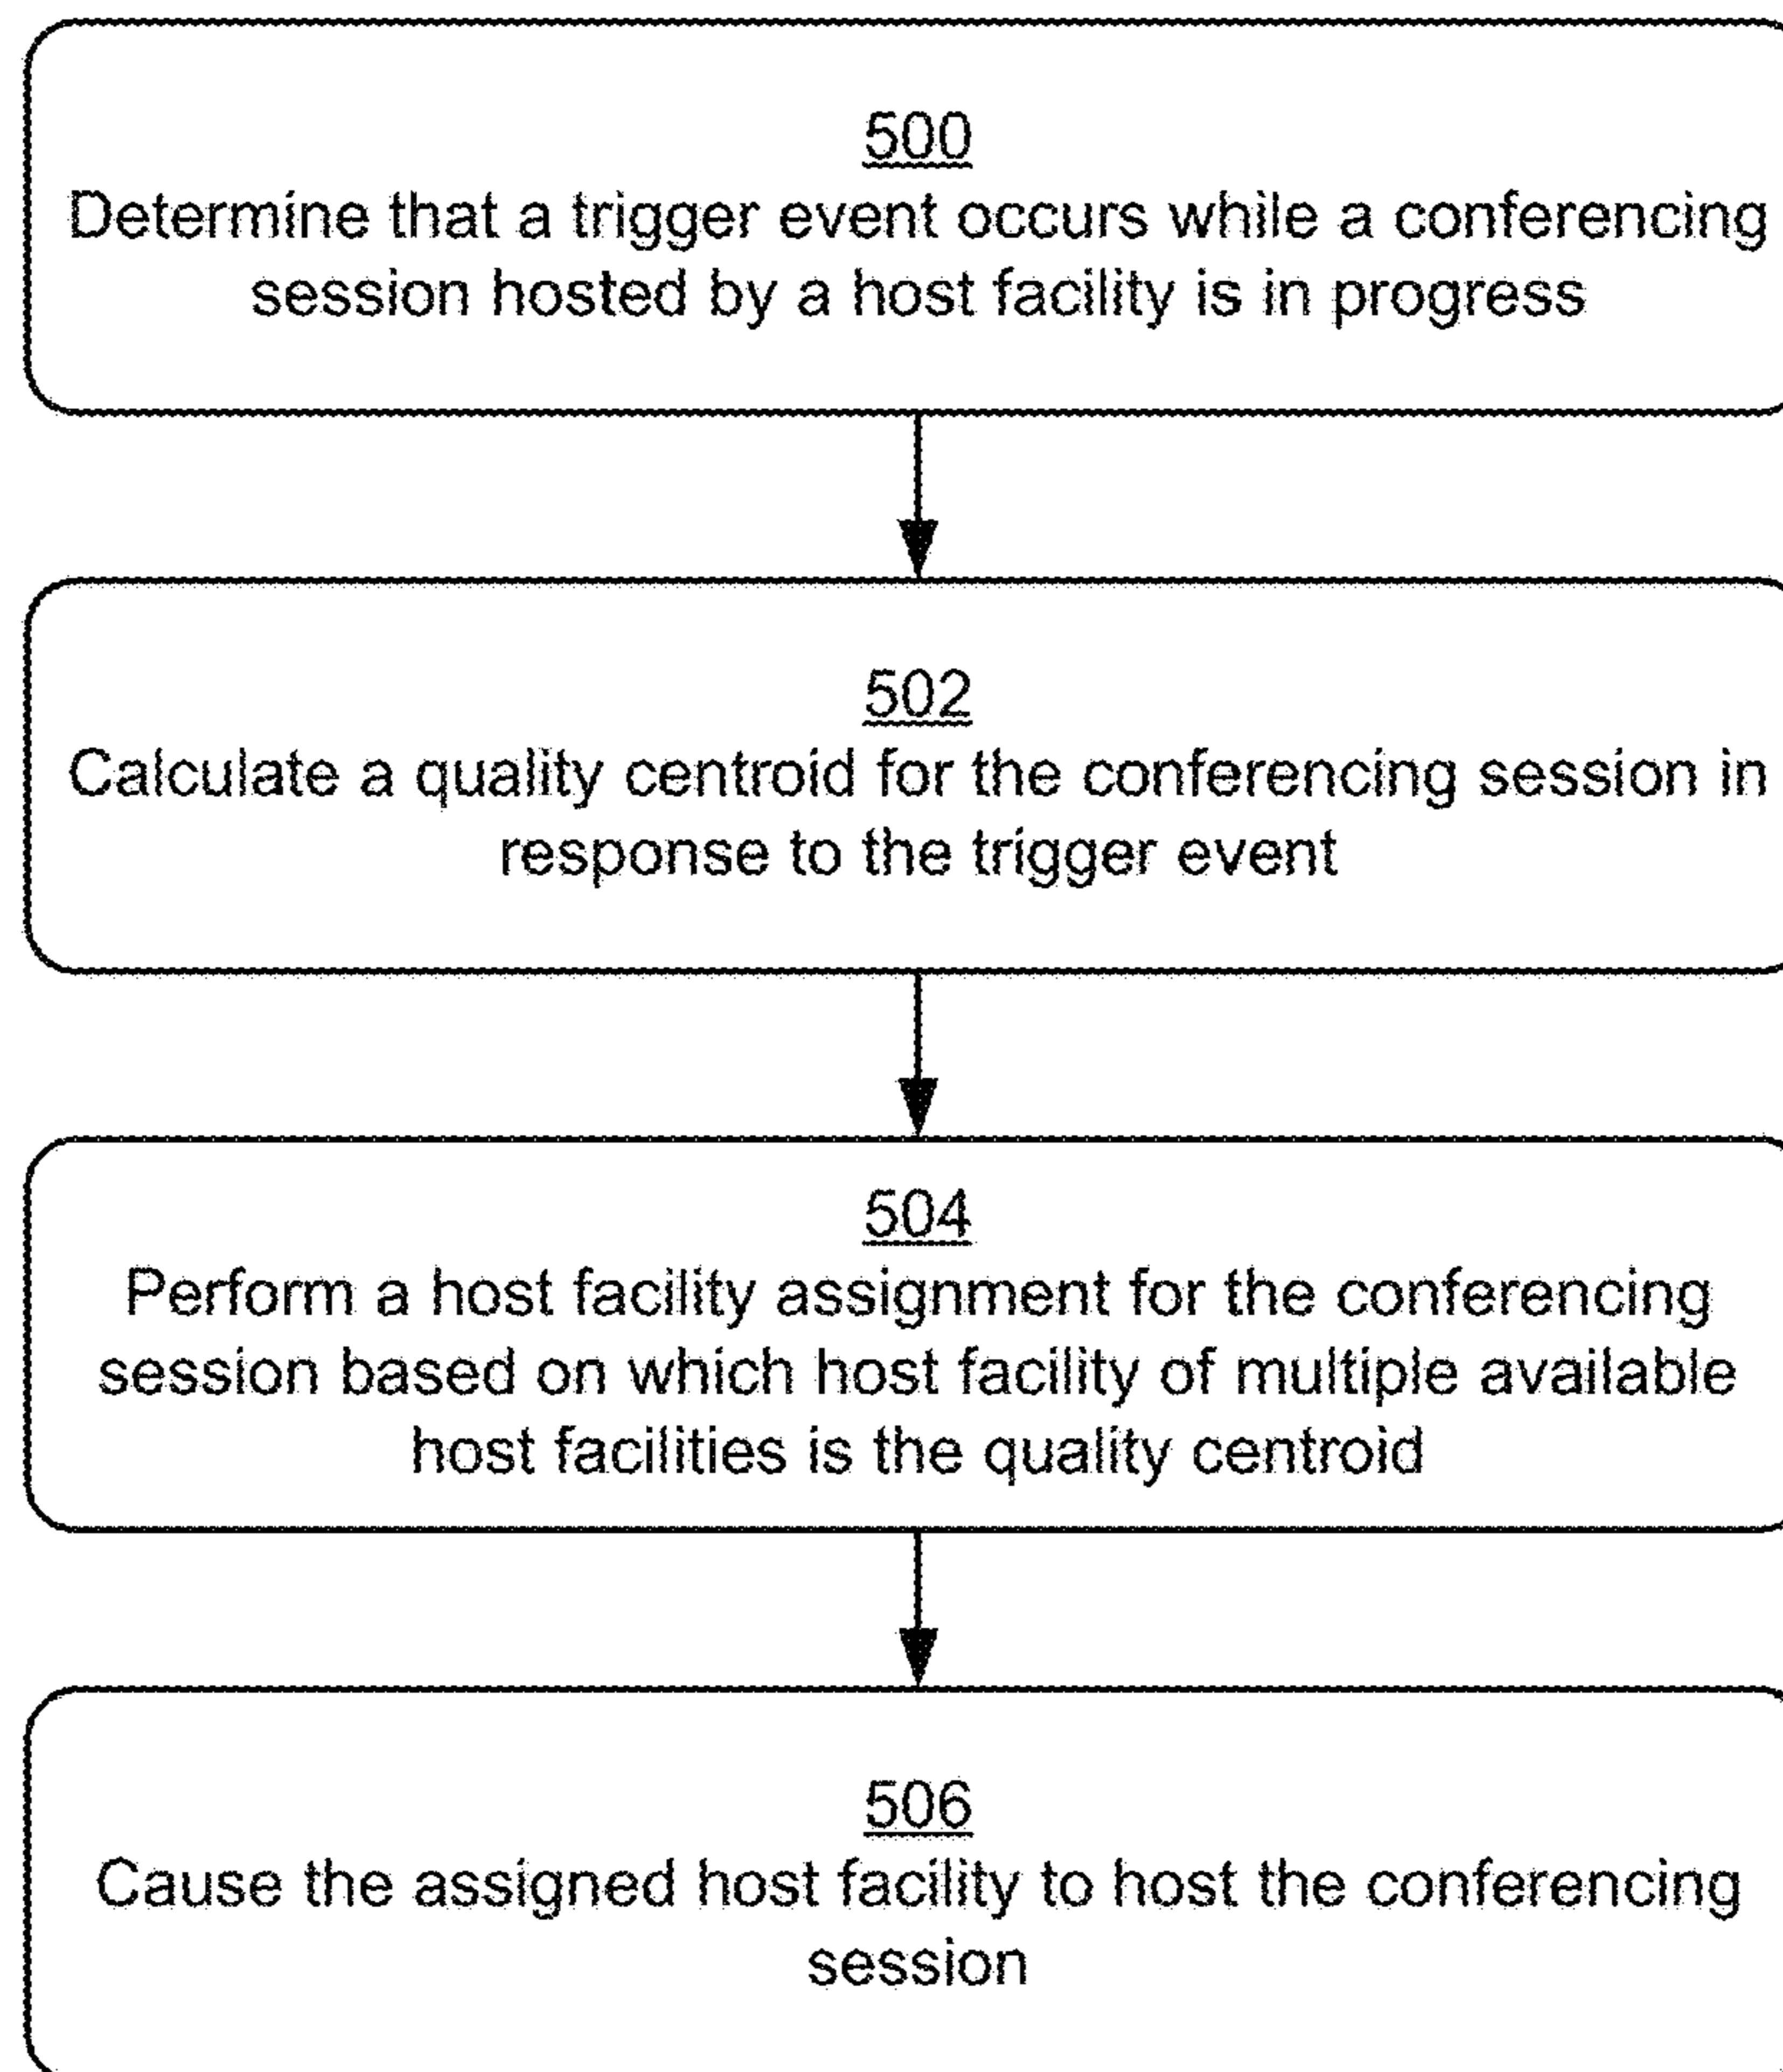 500
Determine that a trigger event occurs while a conferencing
session hosted by a host facility is in progress
502
Calculate a quality centroid for the conferencing session in
response to the trigger event
504
Perform a host facility assignment for the conferencing
session based on which host facility of multiple available
host facilities is the quality centroid
506
Cause the assigned host facility to host the conferencing
session